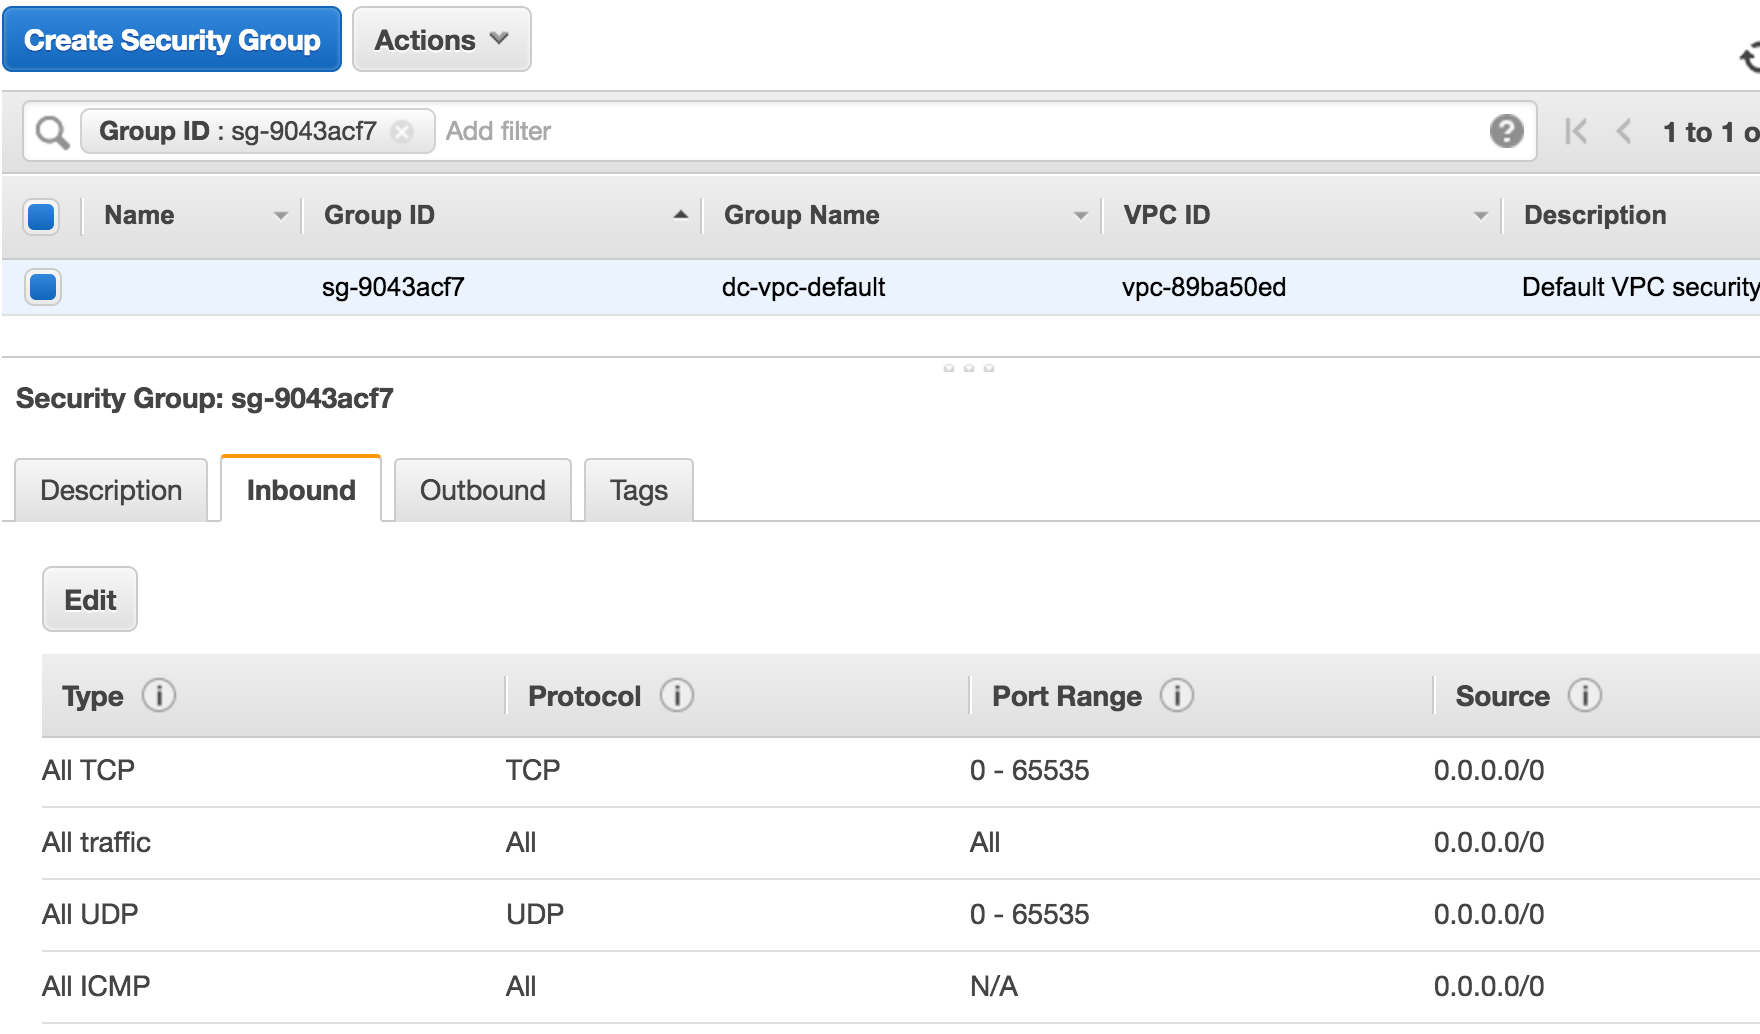 Create Security Group Actions
Group ID : sg-9043acf7 Add filter 1 to 1 o
Name Group ID Group Name VPC ID Description
sg-9043acf7 dc-vpc-default vpc-89ba50ed Default VPC security
Security Group: sg-9043acf7
Description Inbound Outbound Tags
Edit
Type Protocol Port Range Source
All TCP TCP 0 - 65535 0.0.0.0/0
All traffic All All 0.0.0.0/0
All UDP UDP 0 - 65535 0.0.0.0/0
All ICMP All N/A 0.0.0.0/0